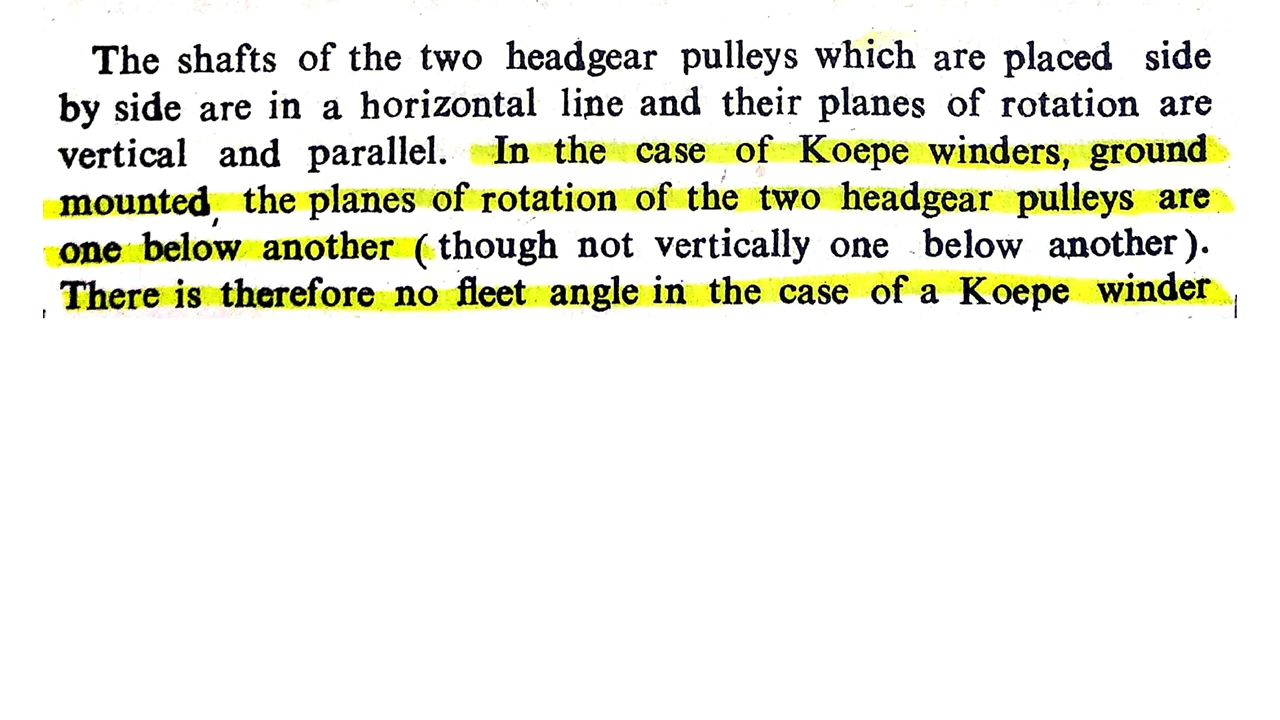 The shafts of the two headgear pulleys which are placed side
by side are in a horizontal line and their planes of rotation are
vertical and parallel. In the case of Koepe winders, ground
mounted, the planes of rotation of the two headgear pulleys are
one below another (though not vertically one below another).
There is therefore no fleet angle in the case of a Koepe winder